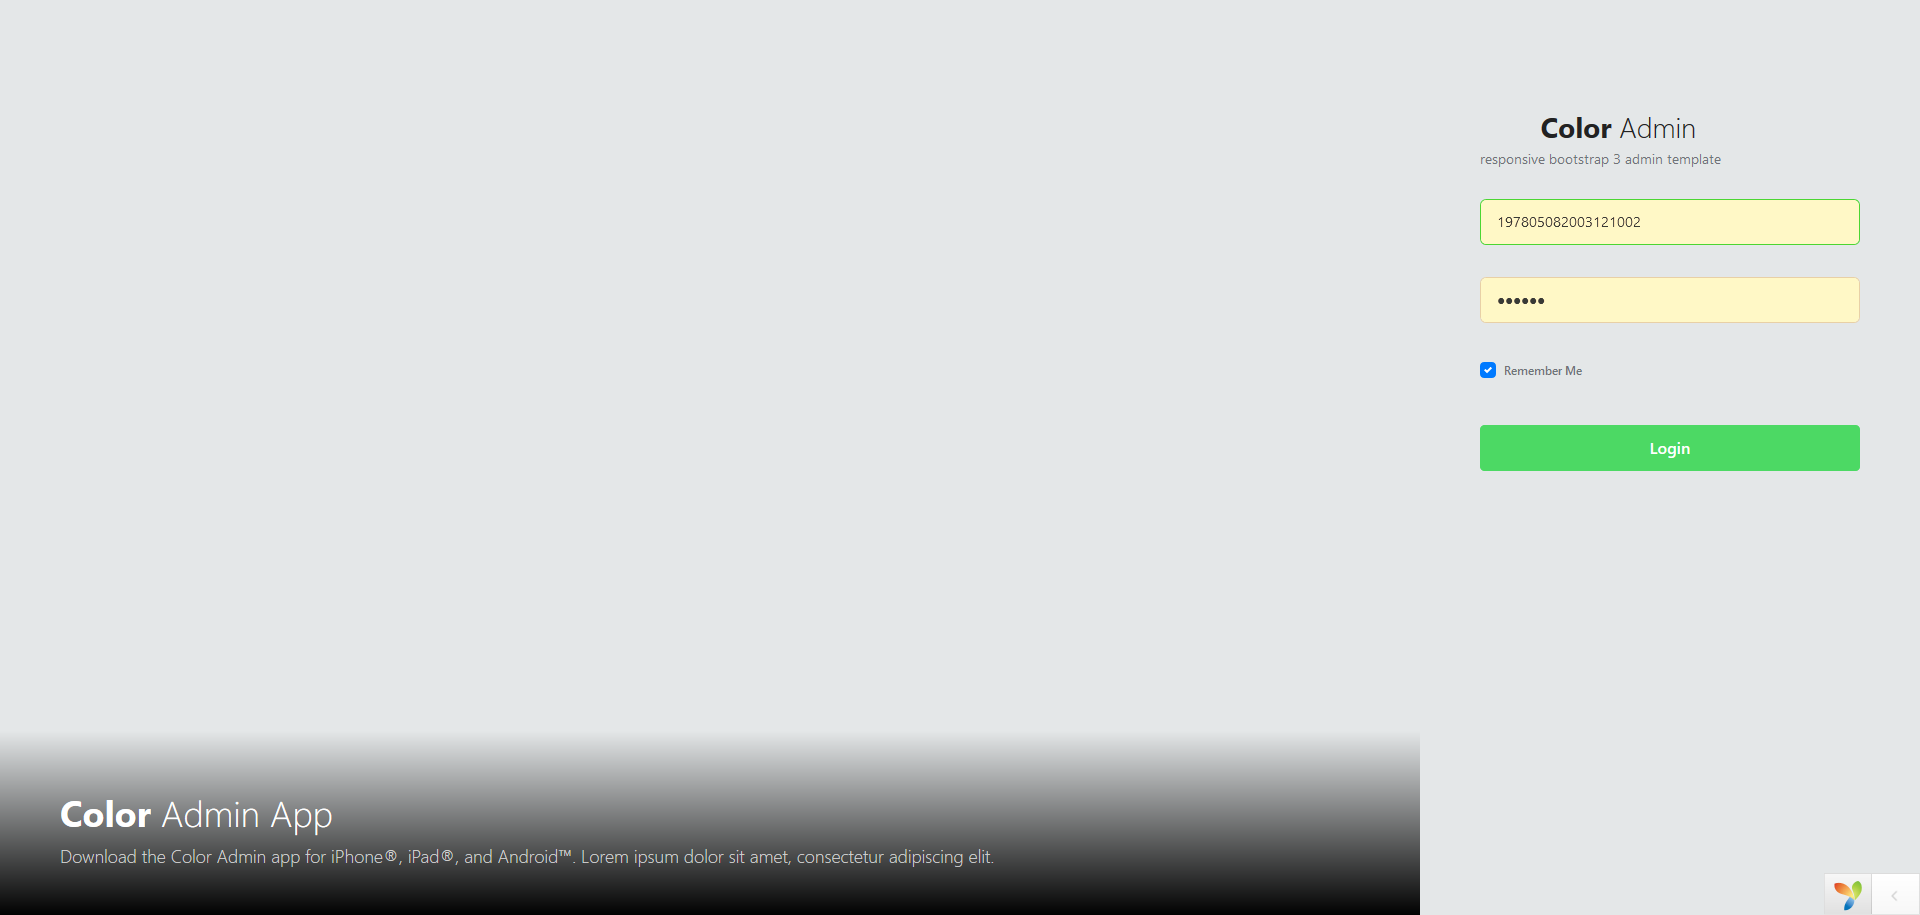 Color Admin
responsive bootstrap 3 admin template
197805082003121002
••••••
Remember Me
Login
Color Admin App
Download the Color Admin app for iPhone®, iPad®, and Android™. Lorem ipsum dolor sit amet, consectetur adipiscing elit.